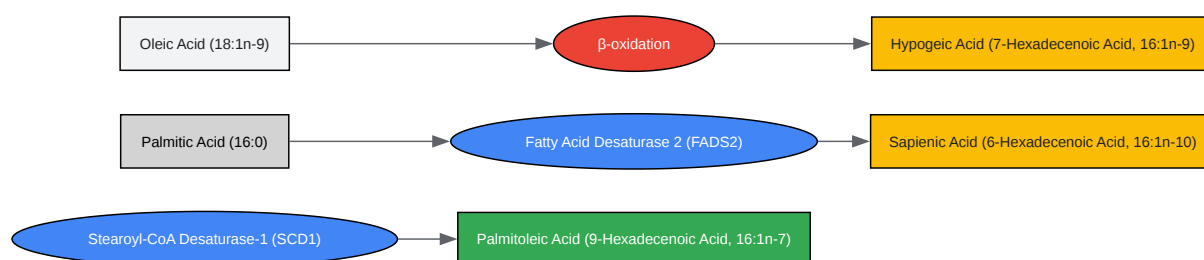 Oleic Acid (18:1n-9)
β-oxidation
Hypogeic Acid (7-Hexadecenoic Acid, 16:1n-9)
Palmitic Acid (16:0)
Fatty Acid Desaturase 2 (FADS2)
Sapienic Acid (6-Hexadecenoic Acid, 16:1n-10)
Stearoyl-CoA Desaturase-1 (SCD1)
Palmitoleic Acid (9-Hexadecenoic Acid, 16:1n-7)